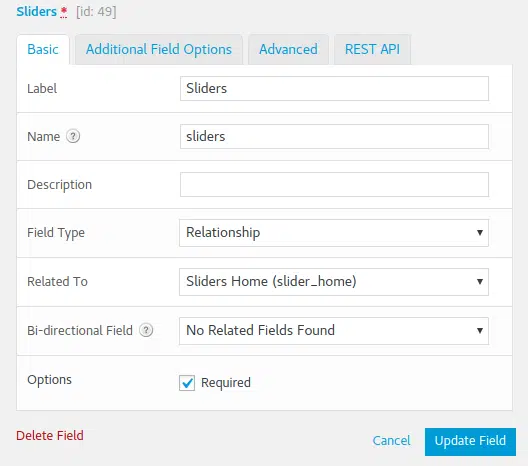 Sliders * [id: 49]
Basic Additional Field Options Advanced REST API
Label Sliders
Name ? sliders
Description
Field Type Relationship
Related To Sliders Home (slider_home)
Bi-directional Field ? No Related Fields Found
Options Required
Delete Field Cancel Update Field